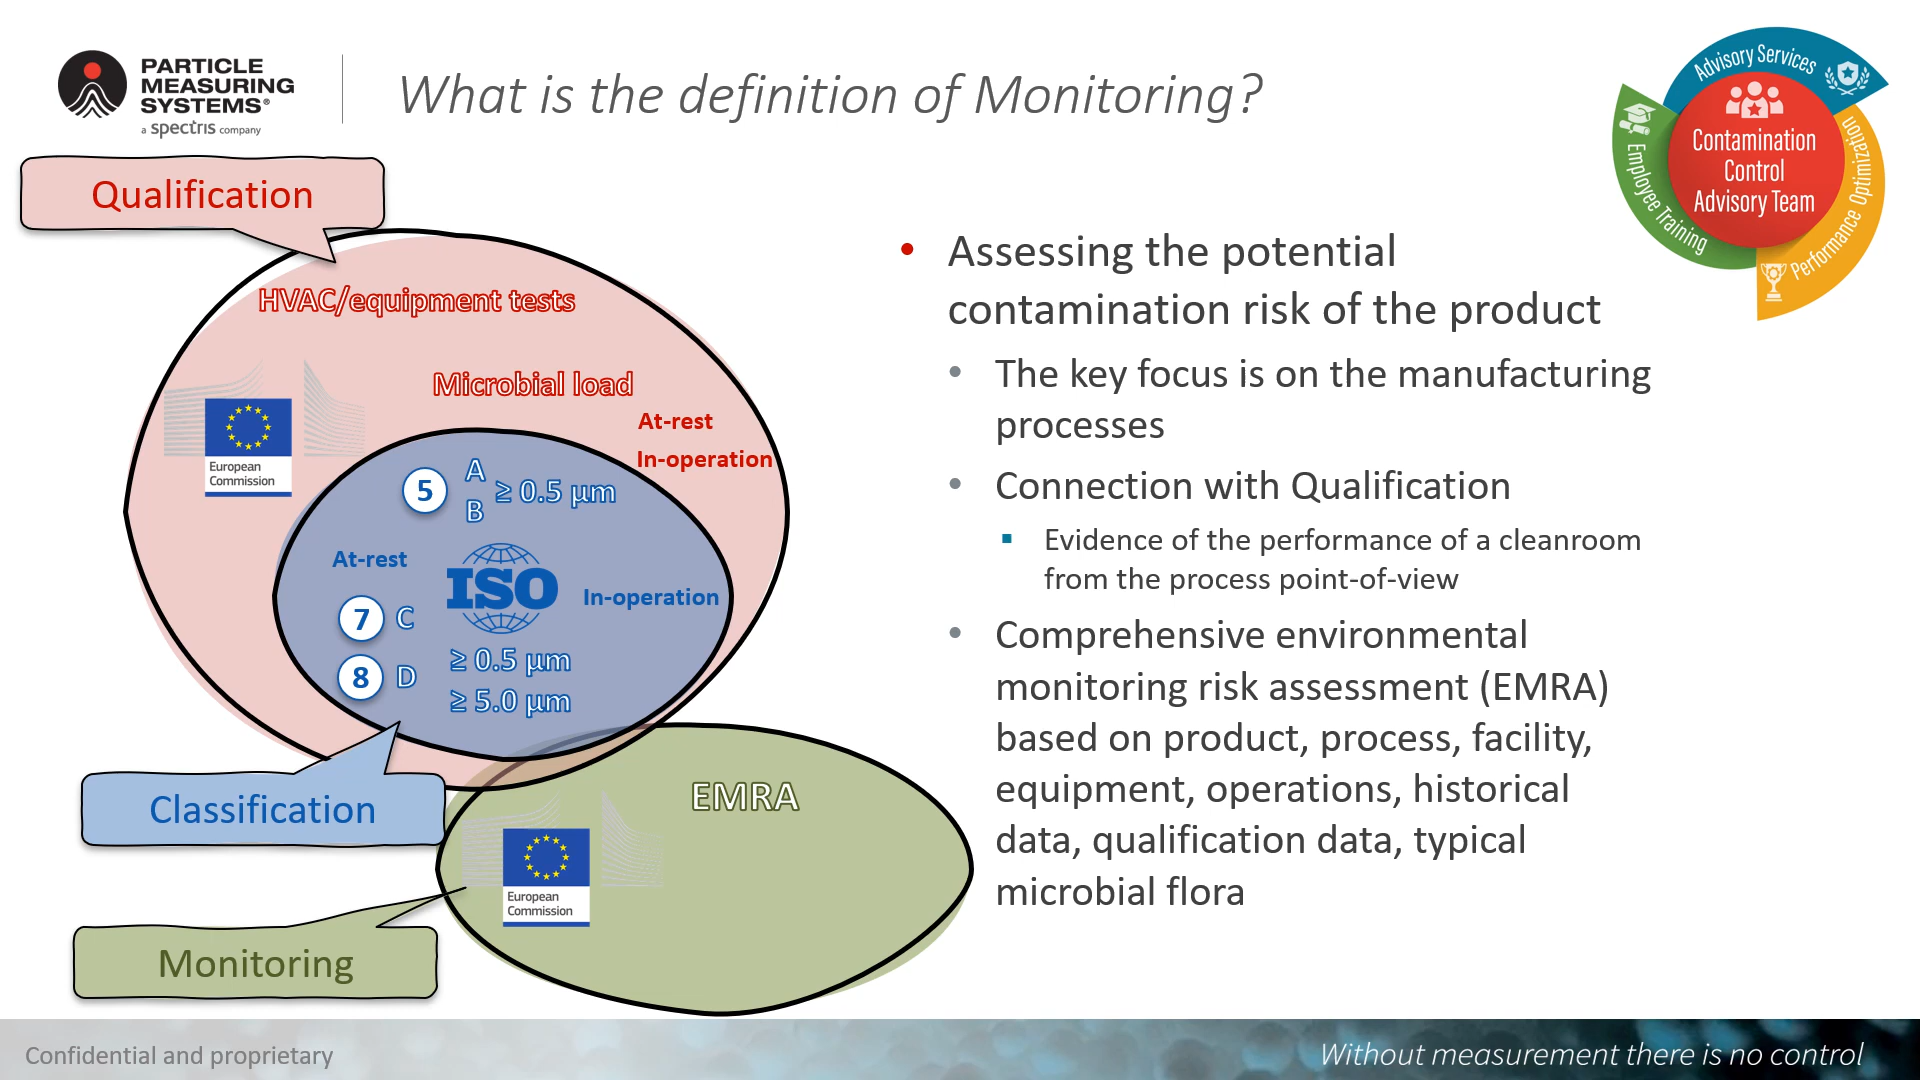 PARTICLE
MEASURING
SYSTEMS®
a spectris company
What is the definition of Monitoring?
Advisory Services
Contamination
Control
Advisory Team
Employee Training
Performance Optimization
Qualification
HVAC/equipment tests
Microbial load
At-rest
In-operation
European
Commission
5
A
B
≥ 0.5 µm
At-rest
ISO
In-operation
7 C
8 D
≥ 0.5 µm
≥ 5.0 µm
Classification
EMRA
European
Commission
Monitoring
• Assessing the potential
contamination risk of the product
• The key focus is on the manufacturing
processes
• Connection with Qualification
▪ Evidence of the performance of a cleanroom
from the process point-of-view
• Comprehensive environmental
monitoring risk assessment (EMRA)
based on product, process, facility,
equipment, operations, historical
data, qualification data, typical
microbial flora
Confidential and proprietary
Without measurement there is no control